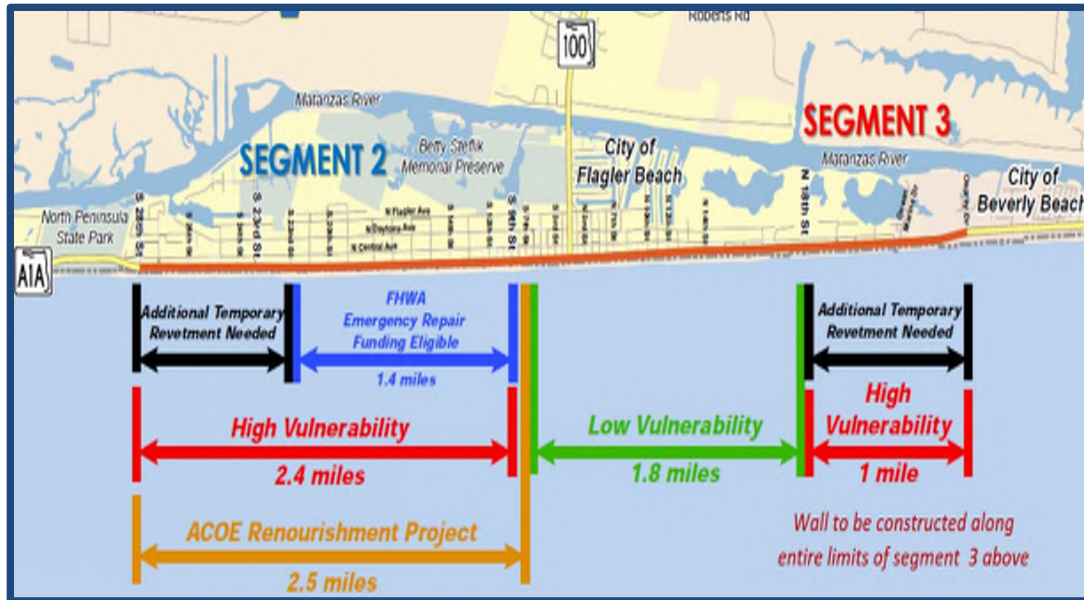 Roberts Rd
100
Matanzas River
SEGMENT 3
SEGMENT 2
Betty Steflik
Memorial Preserve
City of
Flagler Beach
Matanzas River
City of
Beverly Beach
North Peninsula
State Park
S 28th St
S 23rd St
S 9th St
N 18th St
N Flagler Ave
N Daytona Ave
N Central Ave
A1A
Additional Temporary
Revetment Needed
FHWA
Emergency Repair
Funding Eligible
1.4 miles
Additional Temporary
Revetment Needed
High Vulnerability
2.4 miles
Low Vulnerability
1.8 miles
High
Vulnerability
1 mile
ACOE Renourishment Project
2.5 miles
Wall to be constructed along
entire limits of segment 3 above